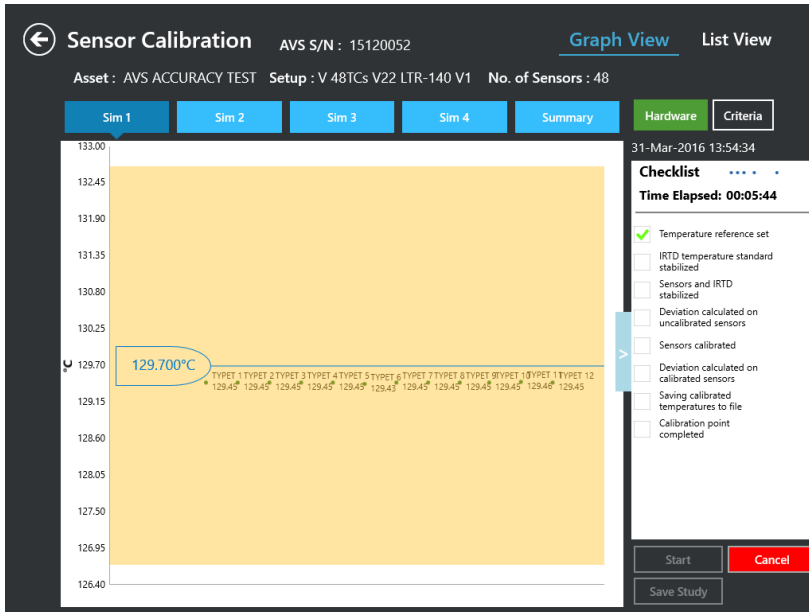 Sensor Calibration AVS S/N : 15120052 Graph View List View
Asset : AVS ACCURACY TEST Setup : V 48TCs V22 LTR-140 V1 No. of Sensors : 48
Sim 1 Sim 2 Sim 3 Sim 4 Summary Hardware Criteria
31-Mar-2016 13:54:34
Checklist
Time Elapsed: 00:05:44
Temperature reference set
IRTD temperature standard
stabilized
Sensors and IRTD
stabilized
Deviation calculated on
uncalibrated sensors
Sensors calibrated
Deviation calculated on
calibrated sensors
Saving calibrated
temperatures to file
Calibration point
completed
133.00
132.45
131.90
131.35
130.80
130.25
129.70
129.15
128.60
128.05
127.50
126.95
126.40
°C
129.700°C
TYPET 1 TYPET 2 TYPET 3 TYPET 4 TYPET 5 TYPET 6 TYPET 7 TYPET 8 TYPET 9 TYPET 10 TYPET 11 TYPET 12
129.45 129.45 129.45 129.45 129.45 129.43 129.45 129.45 129.45 129.45 129.46 129.45
>
Start Cancel
Save Study